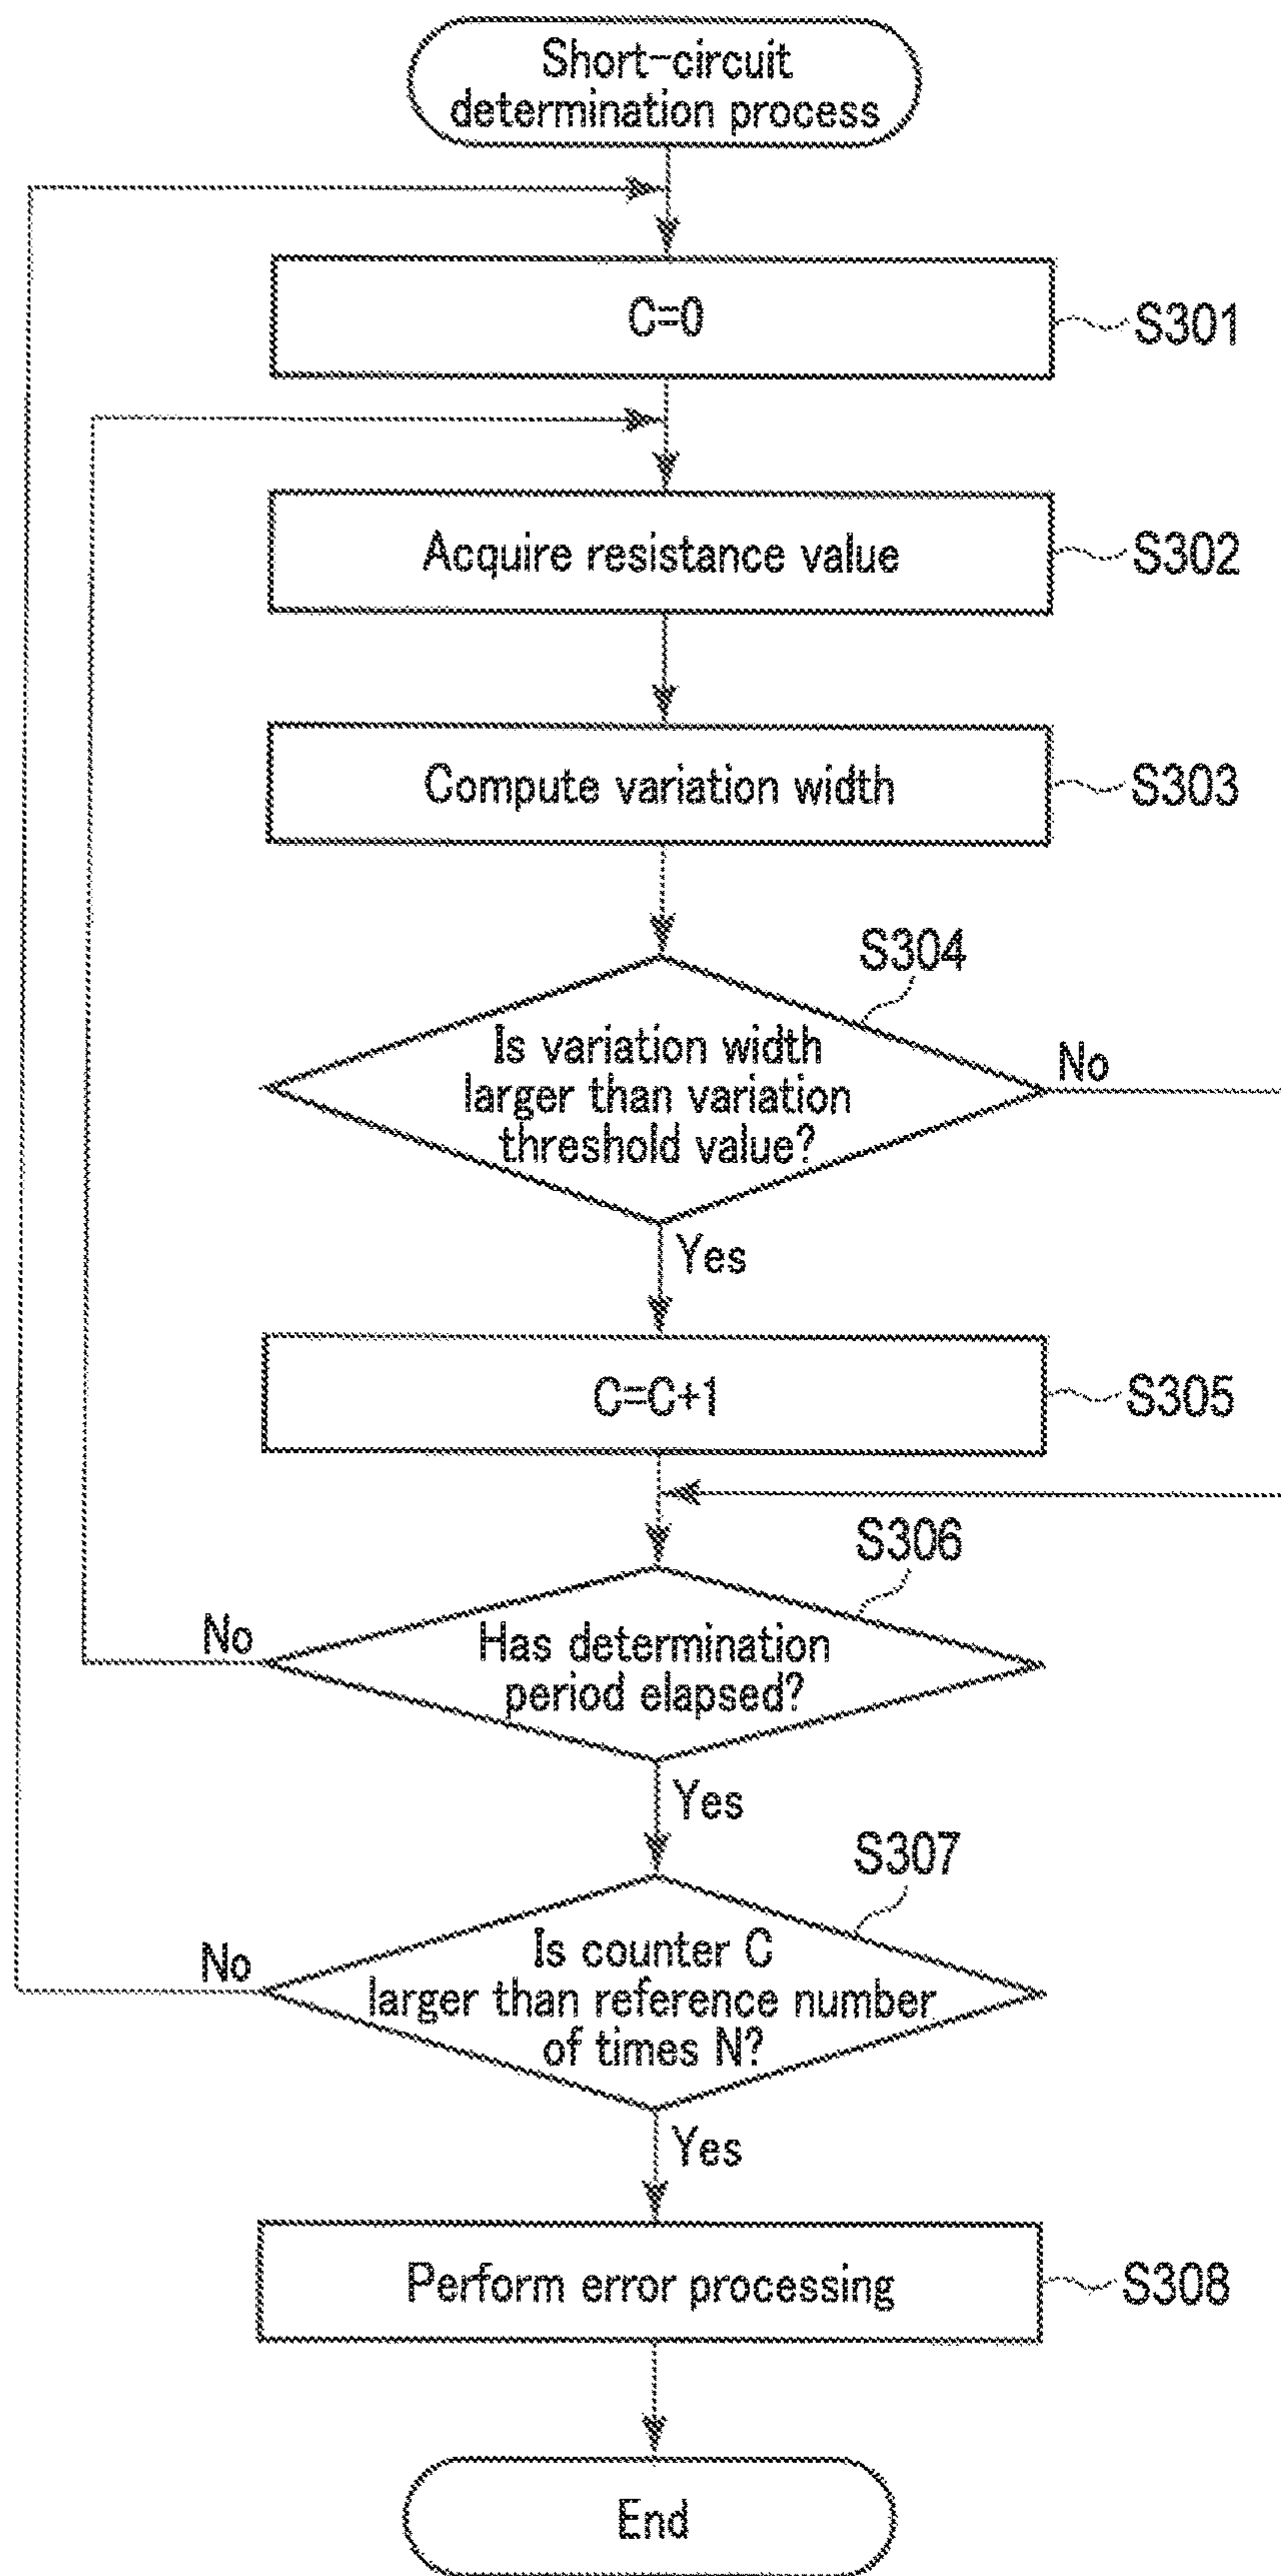 Short-circuit
determination process
C=0
S301
Acquire resistance value
S302
Compute variation width
S303
S304
Is variation width
larger than variation
threshold value?
No
Yes
C=C+1
S305
S306
No
Has determination
period elapsed?
Yes
S307
No
Is counter C
larger than reference number
of times N?
Yes
Perform error processing
S308
End